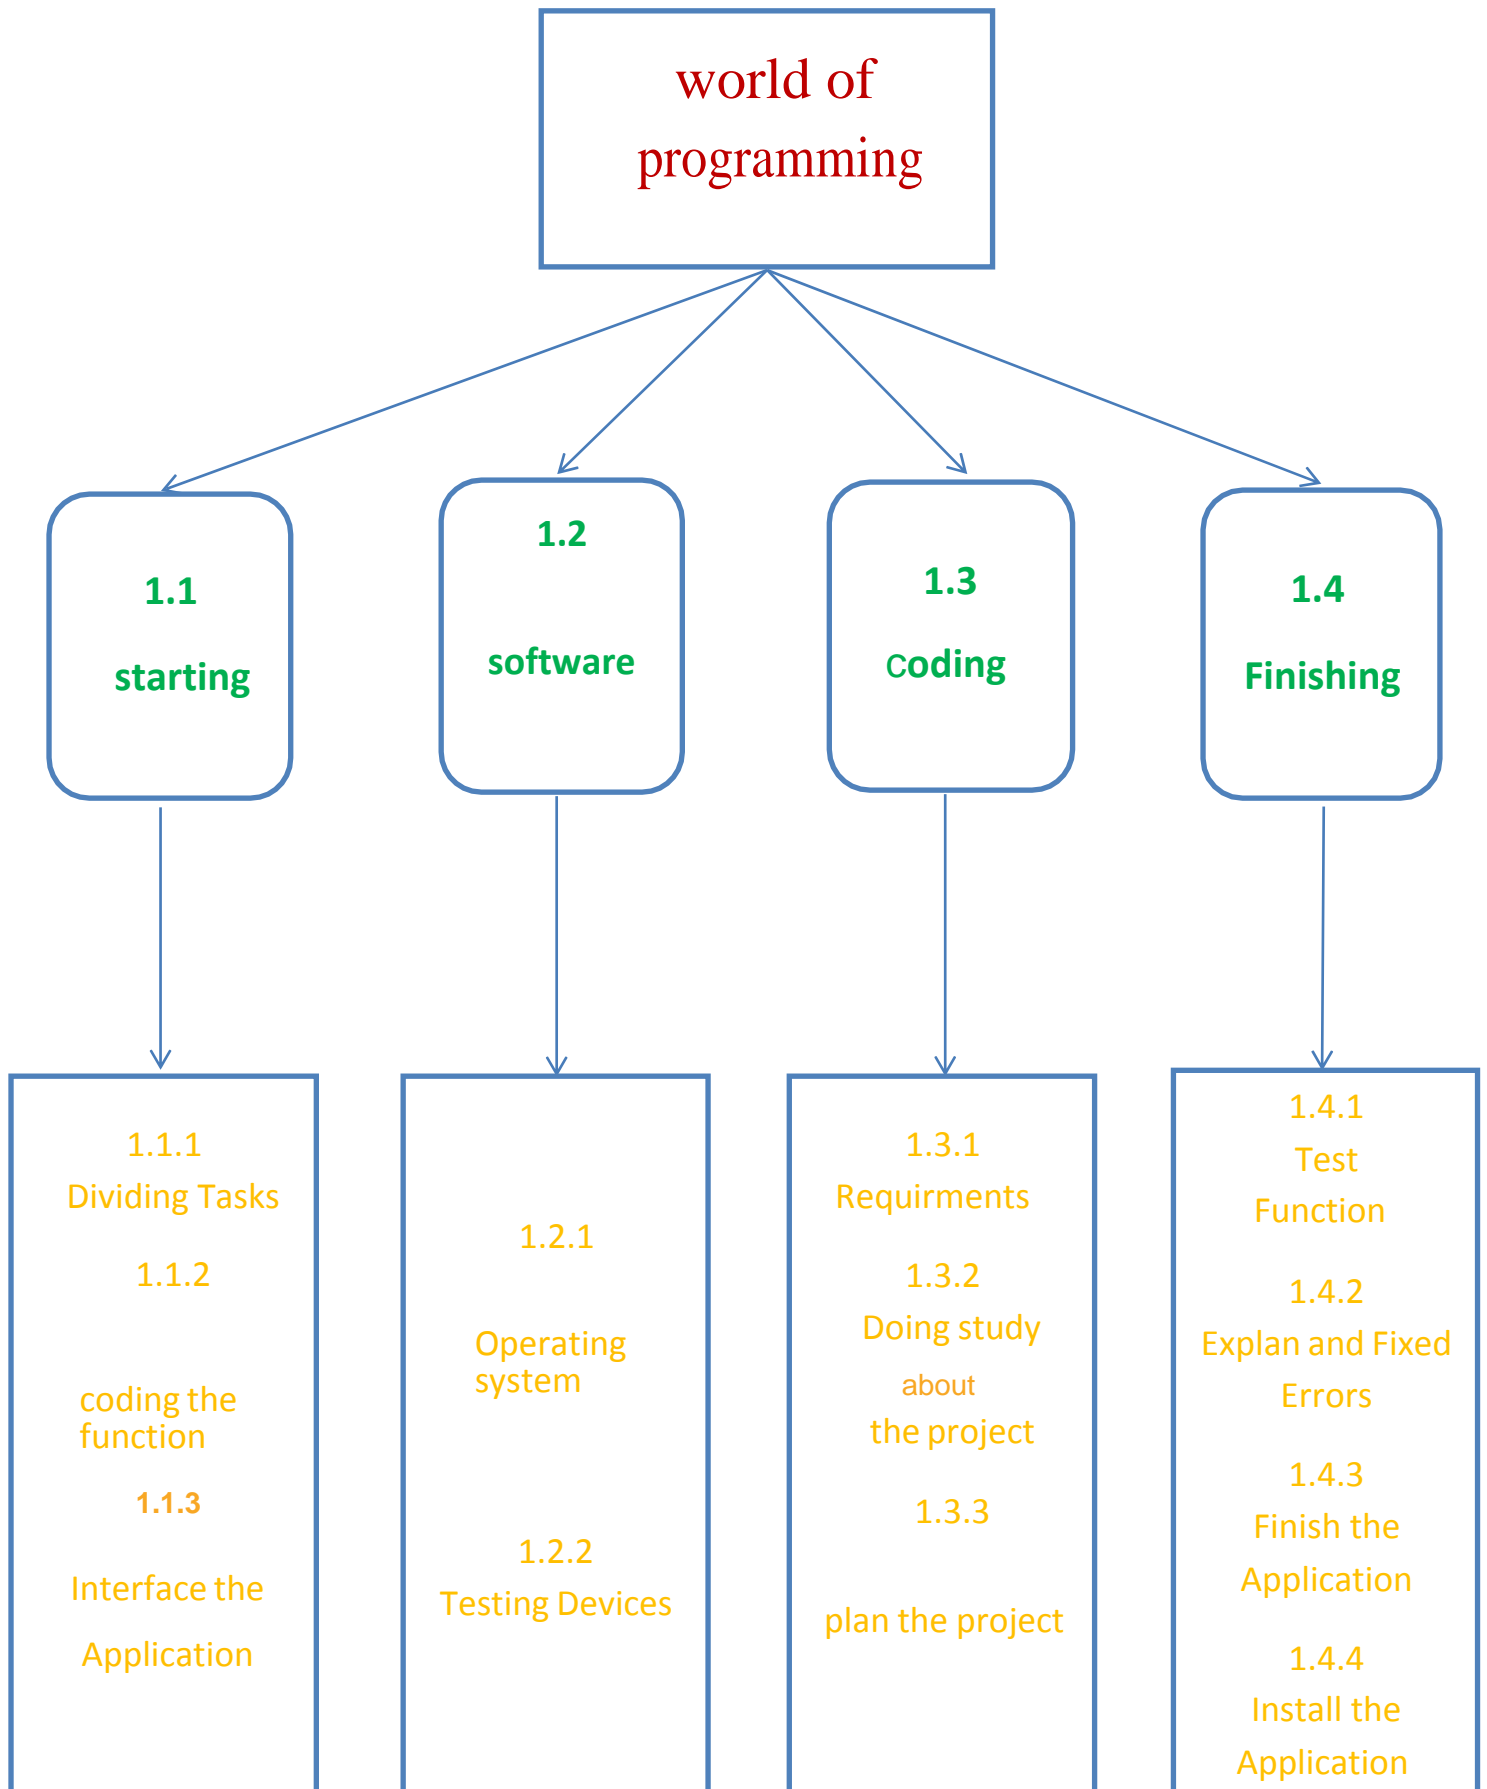 world of
programming
1.1
starting
1.2
software
1.3
Coding
1.4
Finishing
1.1.1
Dividing Tasks
1.1.2
coding the
function
1.1.3
Interface the
Application
1.2.1
Operating
system
1.2.2
Testing Devices
1.3.1
Requirments
1.3.2
Doing study
about
the project
1.3.3
plan the project
1.4.1
Test
Function
1.4.2
Explan and Fixed
Errors
1.4.3
Finish the
Application
1.4.4
Install the
Application